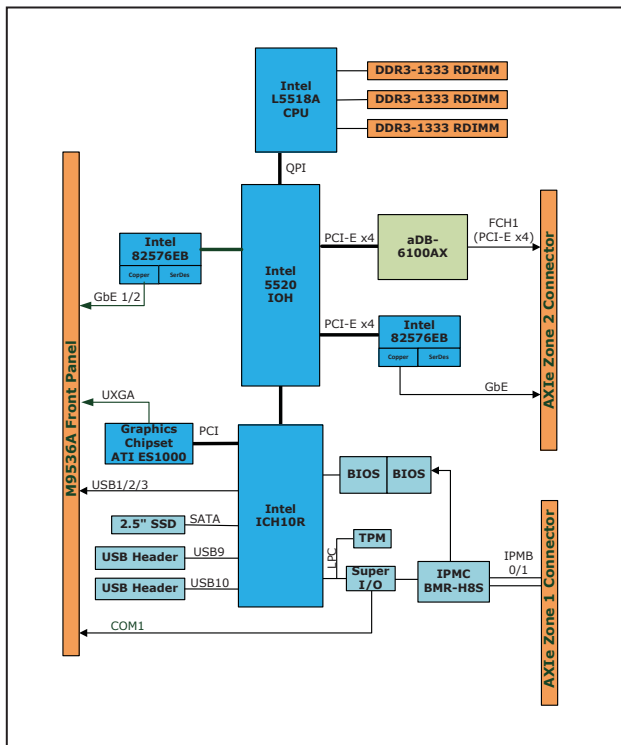 Intel
L5518A
CPU
DDR3-1333 RDIMM
DDR3-1333 RDIMM
DDR3-1333 RDIMM
QPI
Intel
82576EB
Copper
SerDes
GbE 1/2
Intel
5520
IOH
PCI-E x4
aDB-
6100AX
FCH1
(PCI-E x4)
PCI-E x4
Intel
82576EB
Copper
SerDes
GbE
AXIe Zone 2 Connector
M9536A Front Panel
UXGA
Graphics
Chipset
ATI ES1000
PCI
USB1/2/3
2.5" SSD
SATA
USB Header
USB9
USB Header
USB10
COM1
Intel
ICH10R
BIOS
BIOS
LPC
TPM
Super
I/O
IPMC
BMR-H8S
IPMB
0/1
AXIe Zone 1 Connector